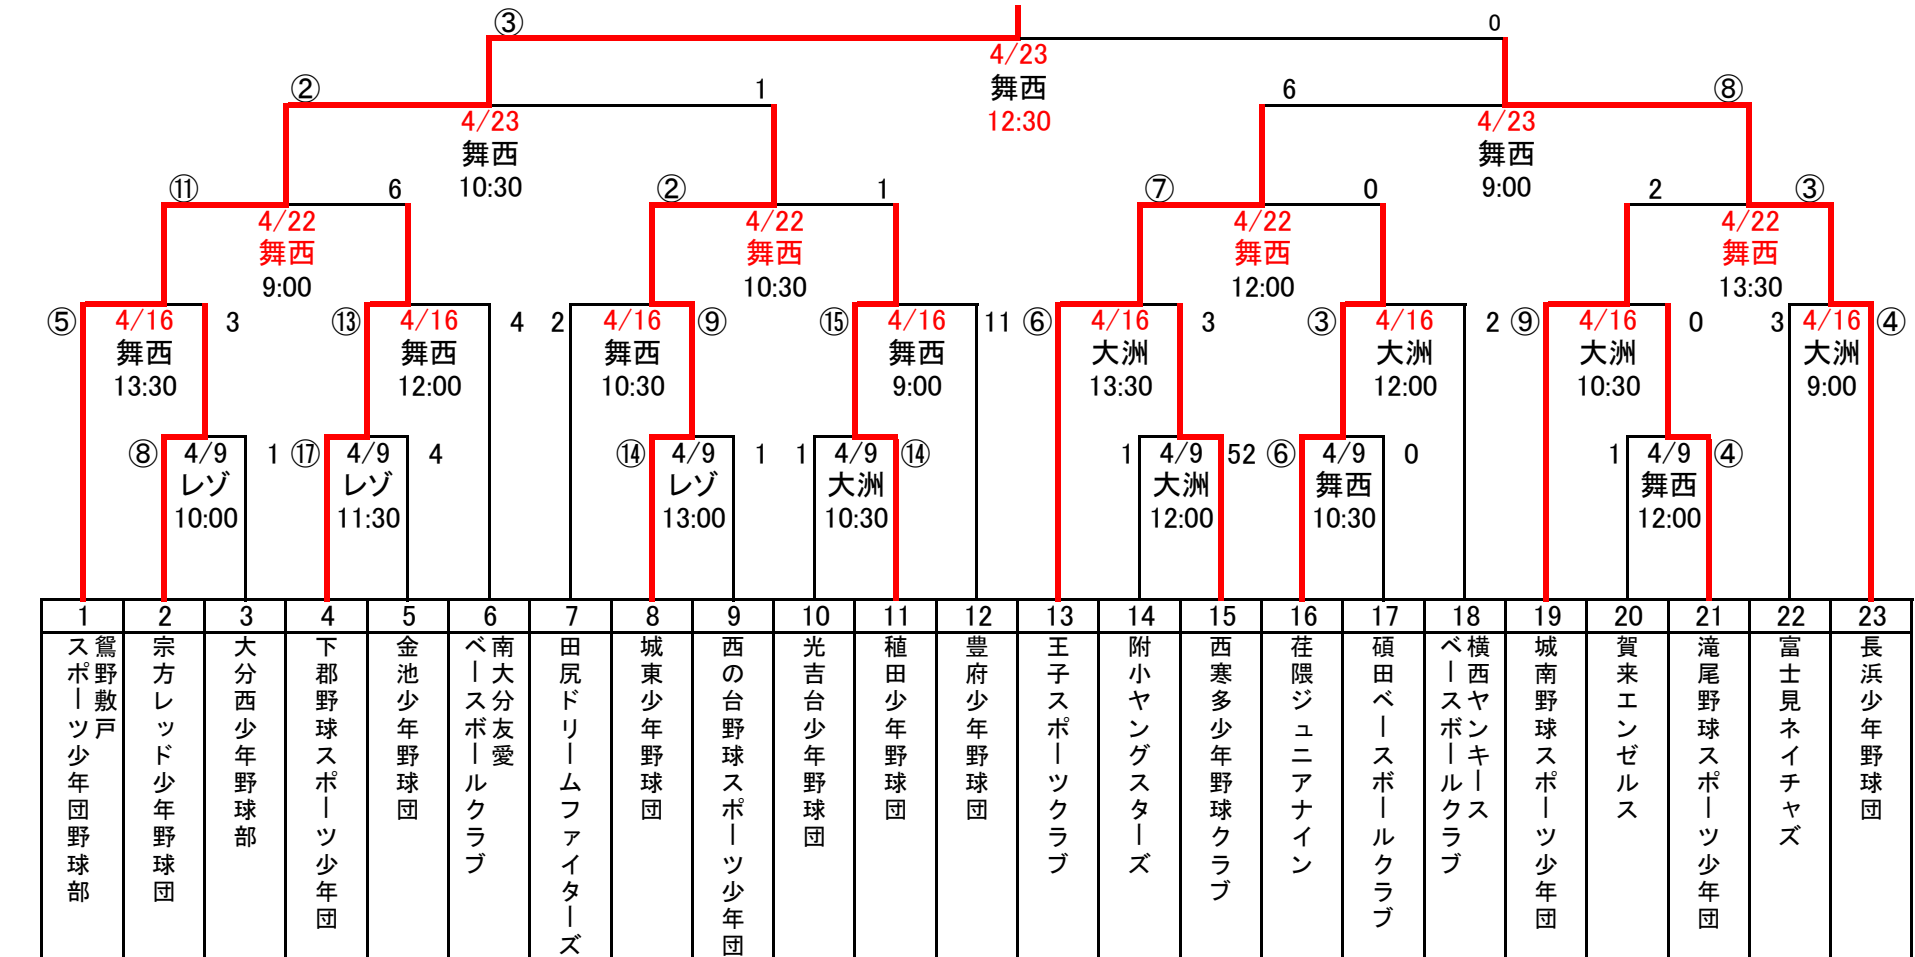 ③ 0
4/23
舞西
12:30
② 1 6 ⑧
4/23 4/23
舞西 舞西
10:30 9:00
⑪ 6 ② 1 ⑦ 0 2 ③
4/22 4/22 4/22 4/22
舞西 舞西 舞西 舞西
9:00 10:30 12:00 13:30
⑤ 4/16 3 ⑬ 4/16 4 2 4/16 ⑨ ⑮ 4/16 11 ⑥ 4/16 3 ③ 4/16 2 ⑨ 4/16 0 3 4/16 ④
舞西 舞西 舞西 舞西 大洲 大洲 大洲 大洲
13:30 12:00 10:30 9:00 13:30 12:00 10:30 9:00
⑧ 4/9 1 ⑰ 4/9 4 ⑭ 4/9 1 1 4/9 ⑭ 1 4/9 52 ⑥ 4/9 0 1 4/9 ④
レゾ レゾ レゾ 大洲 大洲 舞西 舞西
10:00 11:30 13:00 10:30 12:00 10:30 12:00
1 2 3 4 5 6 7 8 9 10 11 12 13 14 15 16 17 18 19 20 21 22 23
鴛野敷戸
スポーツ少年団野球部
宗方レッド少年野球団
大分西少年野球部
下郡野球スポーツ少年団
金池少年野球団
南大分友愛
ベースボールクラブ
田尻ドリームファイターズ
城東少年野球団
西の台野球スポーツ少年団
光吉台少年野球団
稙田少年野球団
豊府少年野球団
王子スポーツクラブ
附小ヤングスターズ
西寒多少年野球クラブ
荏隈ジュニアナイン
碩田ベースボールクラブ
横西ヤンキース
ベースボールクラブ
城南野球スポーツ少年団
賀来エンゼルス
滝尾野球スポーツ少年団
富士見ネイチャズ
長浜少年野球団